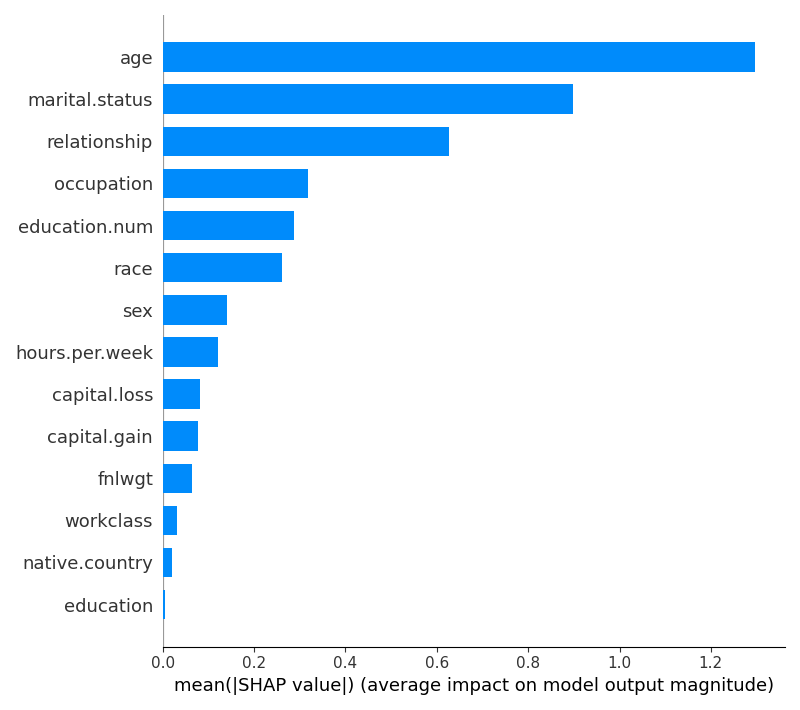 age
marital.status
relationship
occupation
education.num
race
sex
hours.per.week
capital.loss
capital.gain
fnlwgt
workclass
native.country
education
0.0 0.2 0.4 0.6 0.8 1.0 1.2
mean(|SHAP value|) (average impact on model output magnitude)